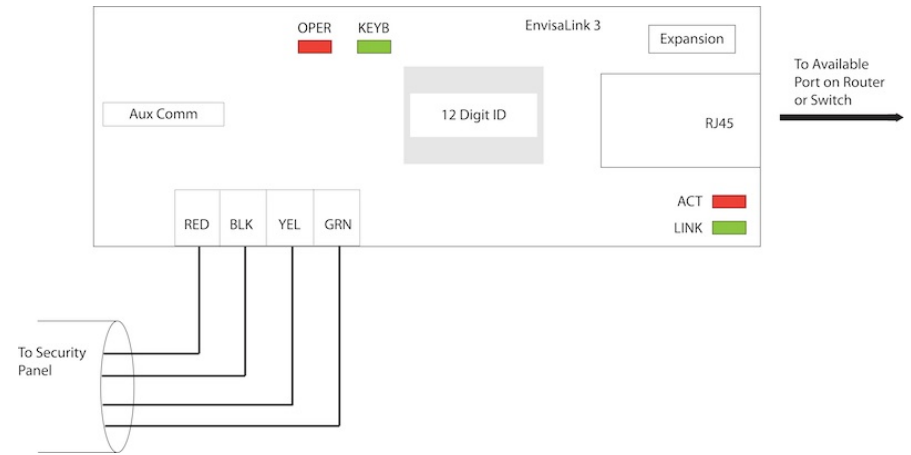 OPER KEYB
EnvisaLink 3
Expansion
To Available
Port on Router
or Switch
Aux Comm
12 Digit ID
RJ45
ACT
LINK
RED BLK YEL GRN
To Security
Panel